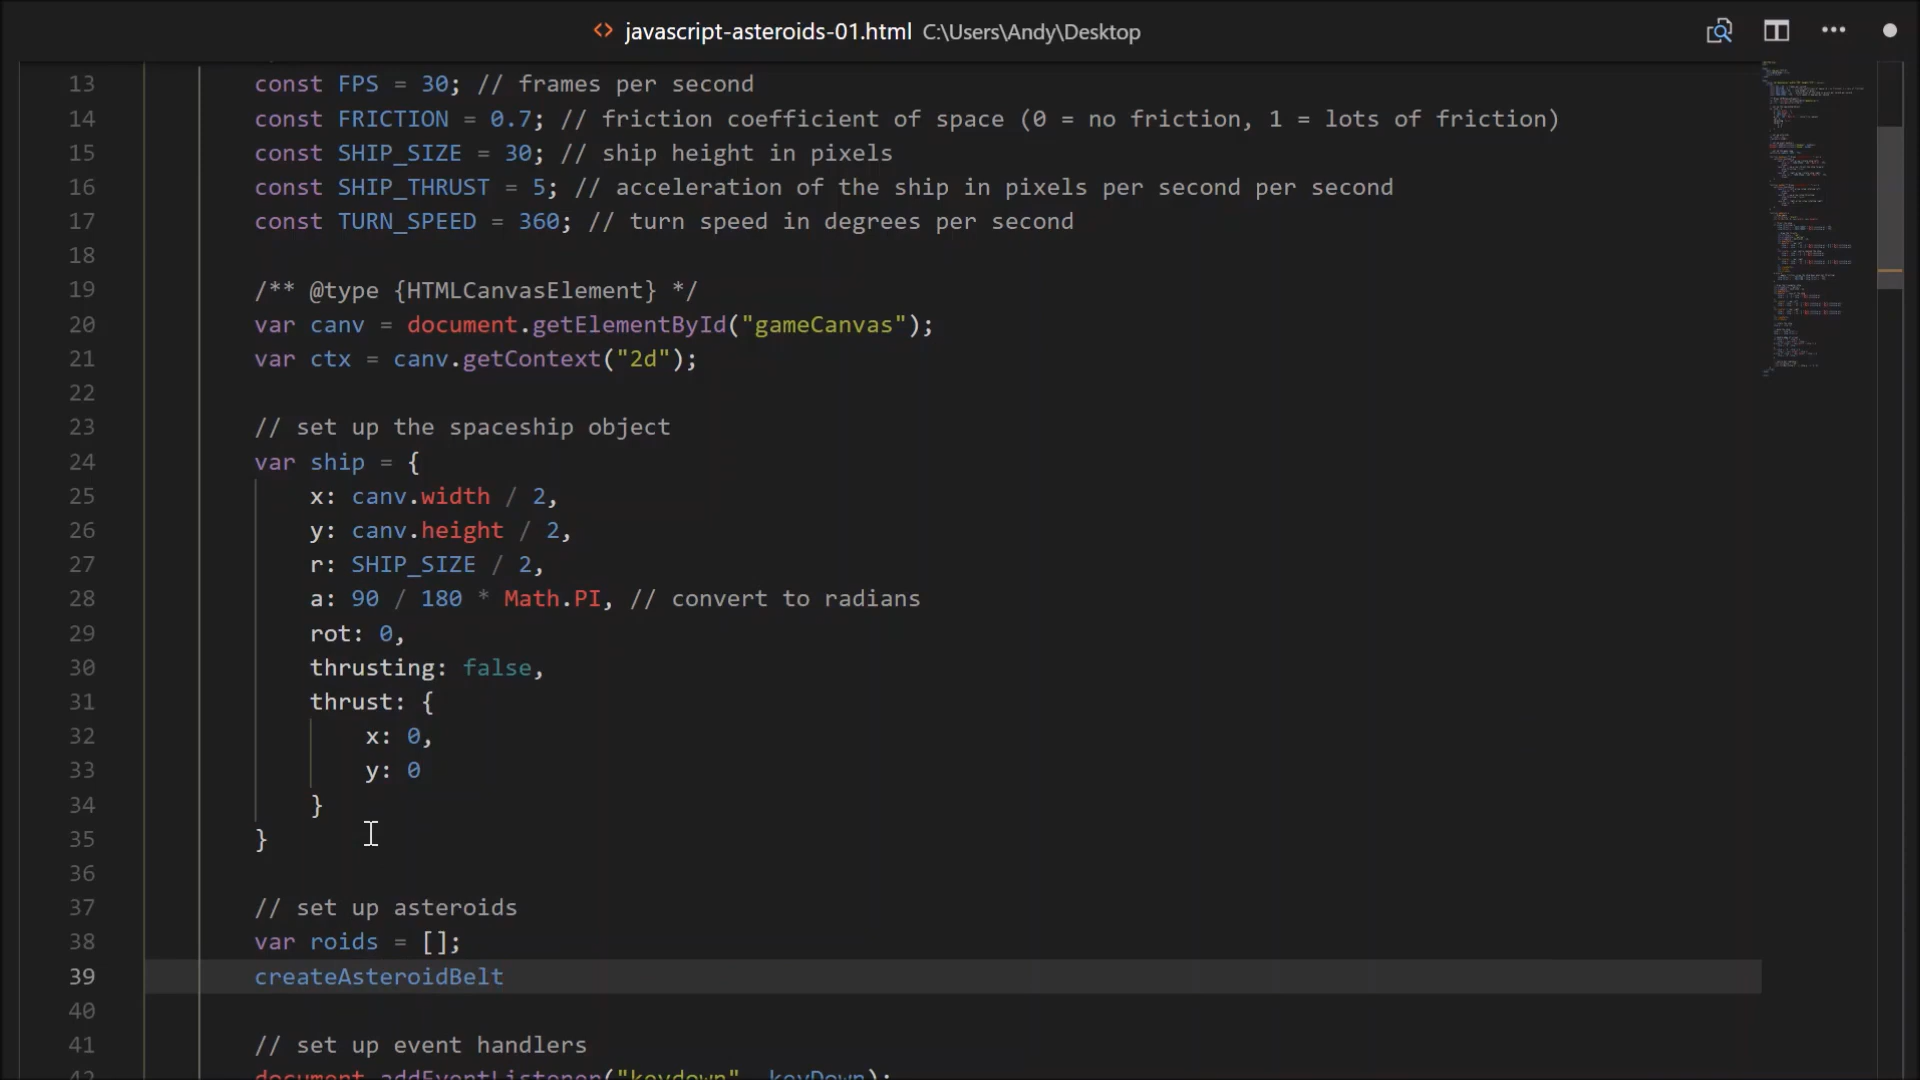 <> javascript-asteroids-01.html C:\Users\Andy\Desktop
13 const FPS = 30; // frames per second
14 const FRICTION = 0.7; // friction coefficient of space (0 = no friction, 1 = lots of friction)
15 const SHIP_SIZE = 30; // ship height in pixels
16 const SHIP_THRUST = 5; // acceleration of the ship in pixels per second per second
17 const TURN_SPEED = 360; // turn speed in degrees per second
18
19 /** @type {HTMLCanvasElement} */
20 var canv = document.getElementById("gameCanvas");
21 var ctx = canv.getContext("2d");
22
23 // set up the spaceship object
24 var ship = {
25 x: canv.width / 2,
26 y: canv.height / 2,
27 r: SHIP_SIZE / 2,
28 a: 90 / 180 * Math.PI, // convert to radians
29 rot: 0,
30 thrusting: false,
31 thrust: {
32 x: 0,
33 y: 0
34 }
35 }
36
37 // set up asteroids
38 var roids = [];
39 createAsteroidBelt
40
41 // set up event handlers
42 document.addEventListener("keydown", keyDown);